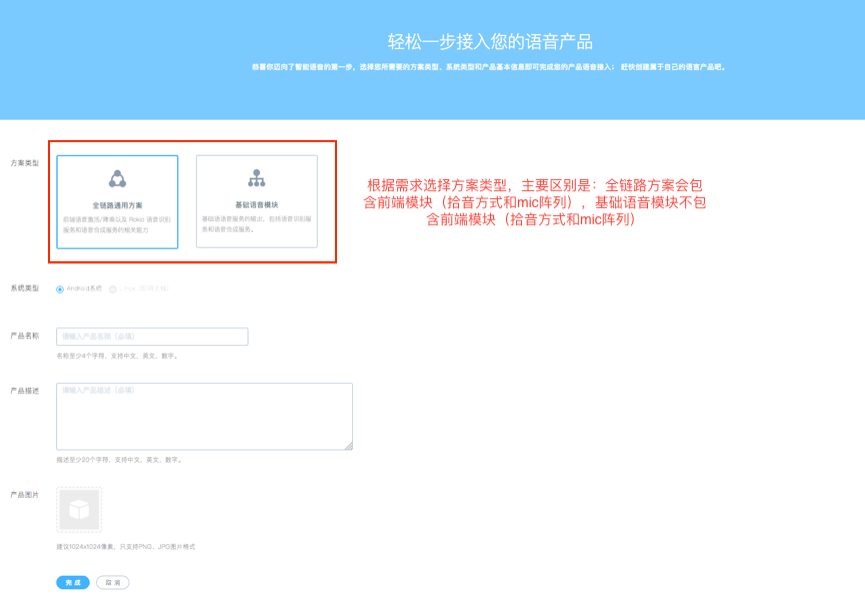 轻松一步接入您的语音产品
恭喜你迈向了智能语音的第一步，选择您所需要的方案类型、系统类型和产品基本信息即可完成您的产品语音接入； 赶快创建属于自己的语言产品吧。
方案类型
全链路通用方案
前端语音激活/降噪以及 Rokid 语音识别
服务和语音合成服务的相关能力
基础语音模块
基础语音服务的输出，包括语音识别服
务和语音合成服务。
根据需求选择方案类型，主要区别是：全链路方案会包
含前端模块（拾音方式和mic阵列），基础语音模块不包
含前端模块（拾音方式和mic阵列）
系统类型
Android系统
产品名称
请输入产品名称（必填）
名称至少4个字符，支持中文、英文、数字。
产品描述
请输入产品描述（必填）
描述至少20个字符，支持中文、英文、数字。
产品图片
建议1024x1024像素，只支持PNG、JPG图片格式
完成
取消